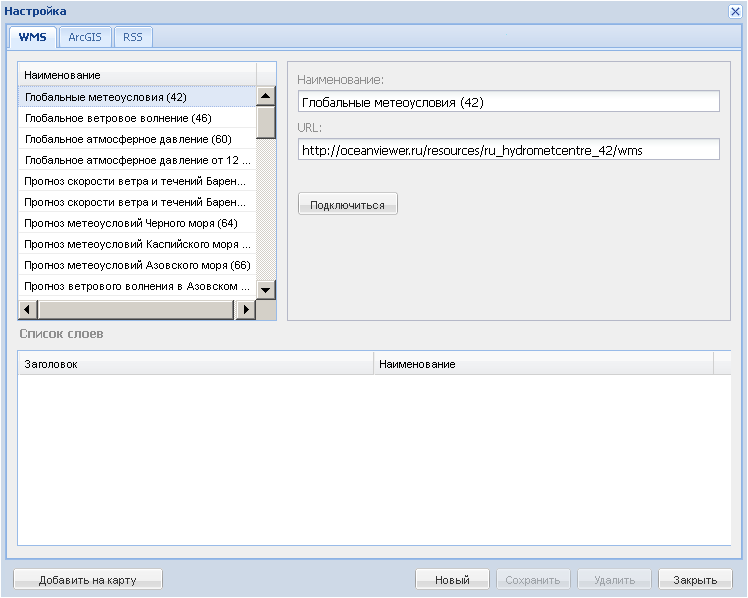 Настройка
WMS ArcGIS RSS
Наименование
Глобальные метеоусловия (42)
Глобальное ветровое волнение (46)
Глобальное атмосферное давление (60)
Глобальное атмосферное давление от 12 ...
Прогноз скорости ветра и течений Барен...
Прогноз скорости ветра и течений Барен...
Прогноз метеоусловий Черного моря (64)
Прогноз метеоусловий Каспийского моря ...
Прогноз метеоусловий Азовского моря (66)
Прогноз ветрового волнения в Азовском ...
Наименование:
Глобальные метеоусловия (42)
URL:
http://oceanviewer.ru/resources/ru_hydrometcentre_42/wms
Подключиться
Список слоев
Заголовок Наименование
Добавить на карту Новый Сохранить Удалить Закрыть